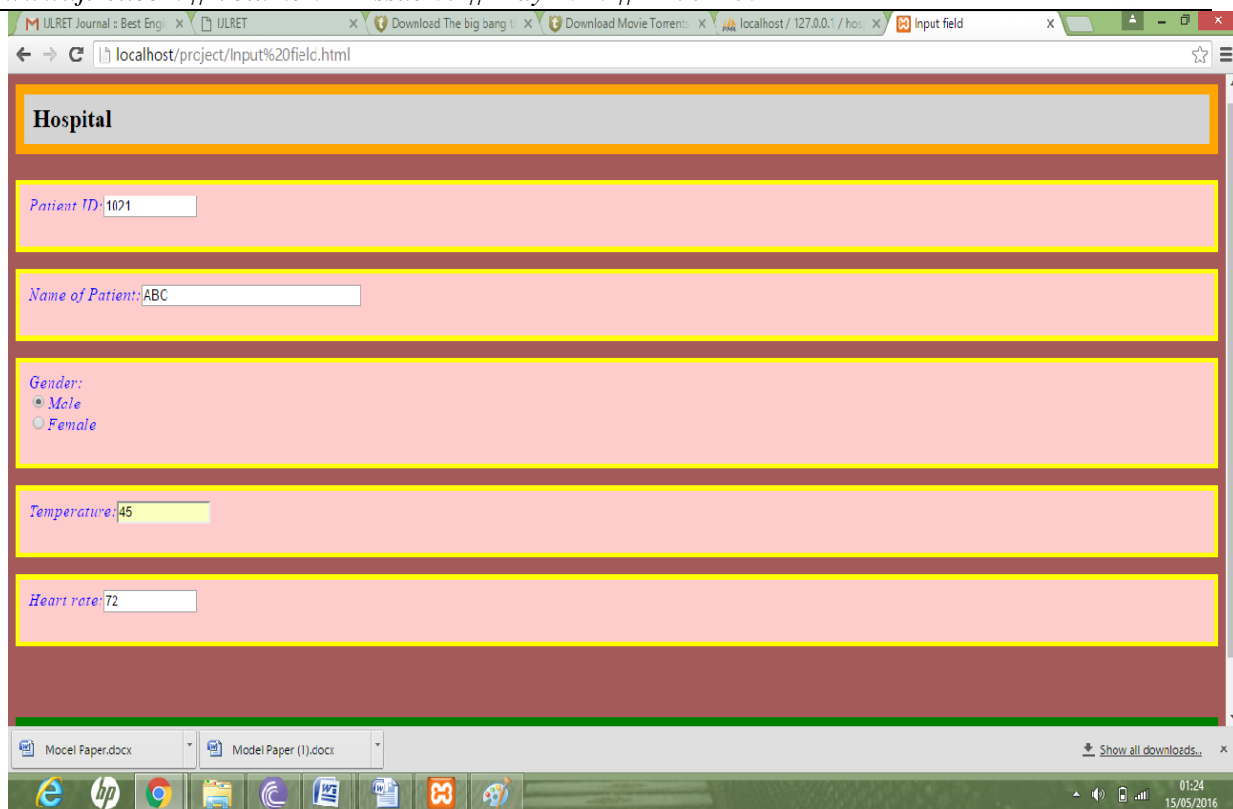 IJLRET Journal : Best Engi
IJLRET
Download The big bang t
Download Movie Torrents
localhost / 127.0.0.1 / hos
Input field
localhost/project/Input%20field.html
Hospital
Patient ID: 1021
Name of Patient: ABC
Gender:
Male
Female
Temperature: 45
Heart rate: 72
Model Paper.docx
Model Paper (1).docx
Show all downloads...
01:24
15/05/2016